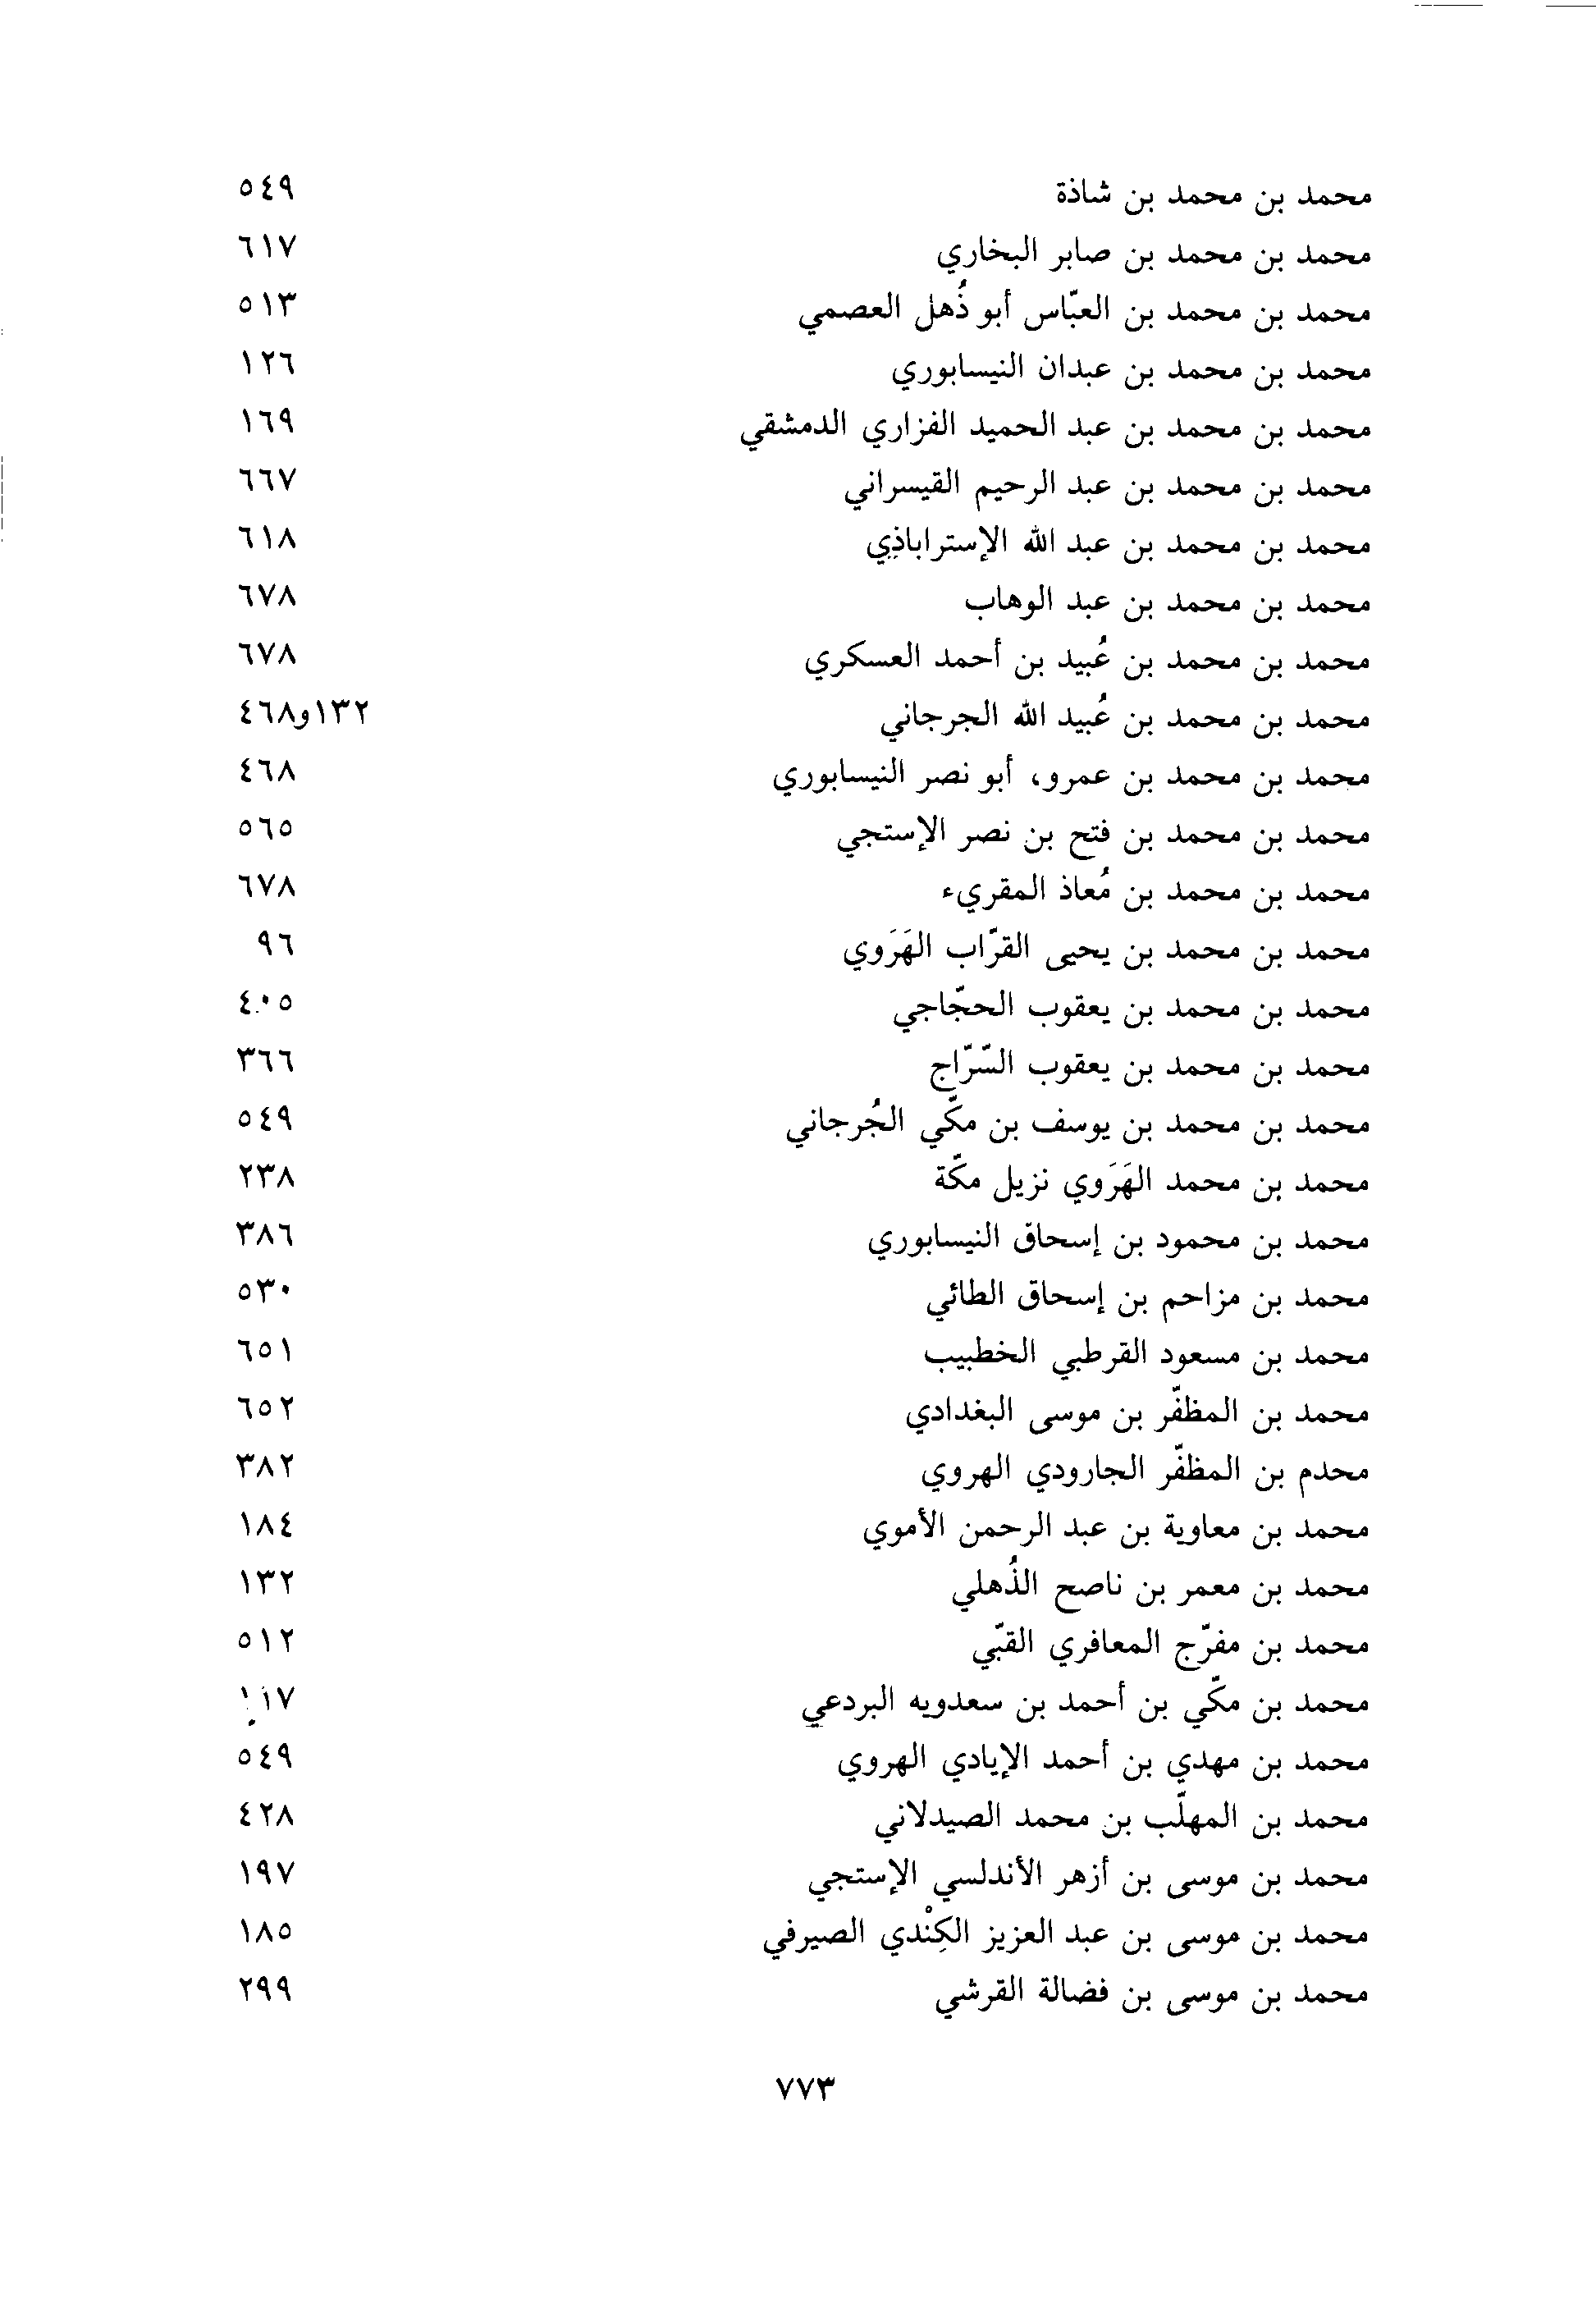 محمد بن محمد بن شاذة ٥٤٩
محمد بن محمد بن صابر البخاري ٦١٧
محمد بن محمد بن العبّاس أبو ذُهل العصمي ٥١٣
محمد بن محمد بن عبدان النيسابوري ١٢٦
محمد بن محمد بن عبد الحميد الفزاري الدمشقي ١٦٩
محمد بن محمد بن عبد الرحيم القيسراني ٦٦٧
محمد بن محمد بن عبد الله الإستراباذي ٦١٨
محمد بن محمد بن عبد الوهاب ٦٧٨
محمد بن محمد بن عُبيد بن أحمد العسكري ٦٧٨
محمد بن محمد بن عُبيد الله الجرجاني ١٣٢و٤٦٨
محمد بن محمد بن عمرو، أبو نصر النيسابوري ٤٦٨
محمد بن محمد بن فتح بن نصر الإستجي ٥٦٥
محمد بن محمد بن مُعاذ المقريء ٦٧٨
محمد بن محمد بن يحيى القرّاب الهَرَوي ٩٦
محمد بن محمد بن يعقوب الحجّاجي ٤٠٥
محمد بن محمد بن يعقوب السّرّاج ٣٦٦
محمد بن محمد بن يوسف بن مكّي الجُرجاني ٥٤٩
محمد بن محمد الهَرَوي نزيل مكّة ٢٣٨
محمد بن محمود بن إسحاق النيسابوري ٣٨٦
محمد بن مزاحم بن إسحاق الطائي ٥٣٠
محمد بن مسعود القرطبي الخطبيب ٦٥١
محمد بن المظفّر بن موسى البغدادي ٦٥٢
محدم بن المظفّر الجارودي الهروي ٣٨٢
محمد بن معاوية بن عبد الرحمن الأموي ١٨٤
محمد بن معمر بن ناصح الذُهلي ١٣٢
محمد بن مفرّج المعافري القبّي ٥١٢
محمد بن مكّي بن أحمد بن سعدويه البردعي ١١٧
محمد بن مهدي بن أحمد الإيادي الهروي ٥٤٩
محمد بن المهلّب بن محمد الصيدلاني ٤٢٨
محمد بن موسى بن أزهر الأندلسي الإستجي ١٩٧
محمد بن موسى بن عبد العزيز الكِنْدي الصيرفي ١٨٥
محمد بن موسى بن فضالة القرشي ٢٩٩
٧٧٣